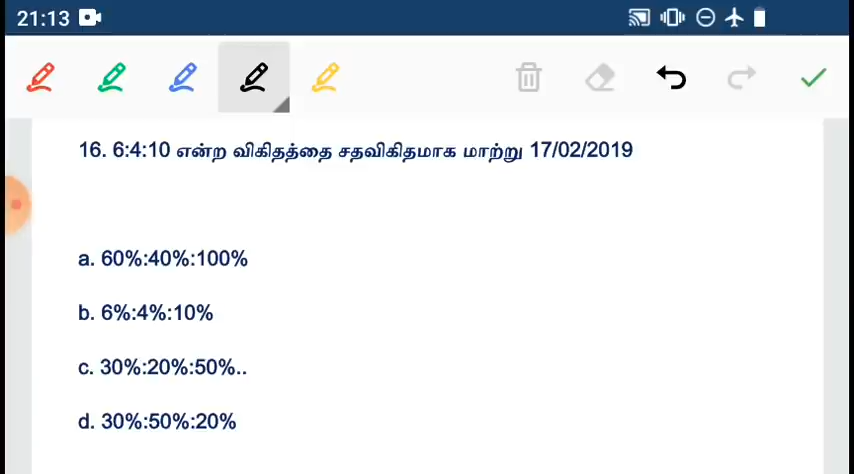 21:13
16. 6:4:10 என்ற விகிதத்தை சதவிகிதமாக மாற்று 17/02/2019
a. 60%:40%:100%
b. 6%:4%:10%
c. 30%:20%:50%..
d. 30%:50%:20%